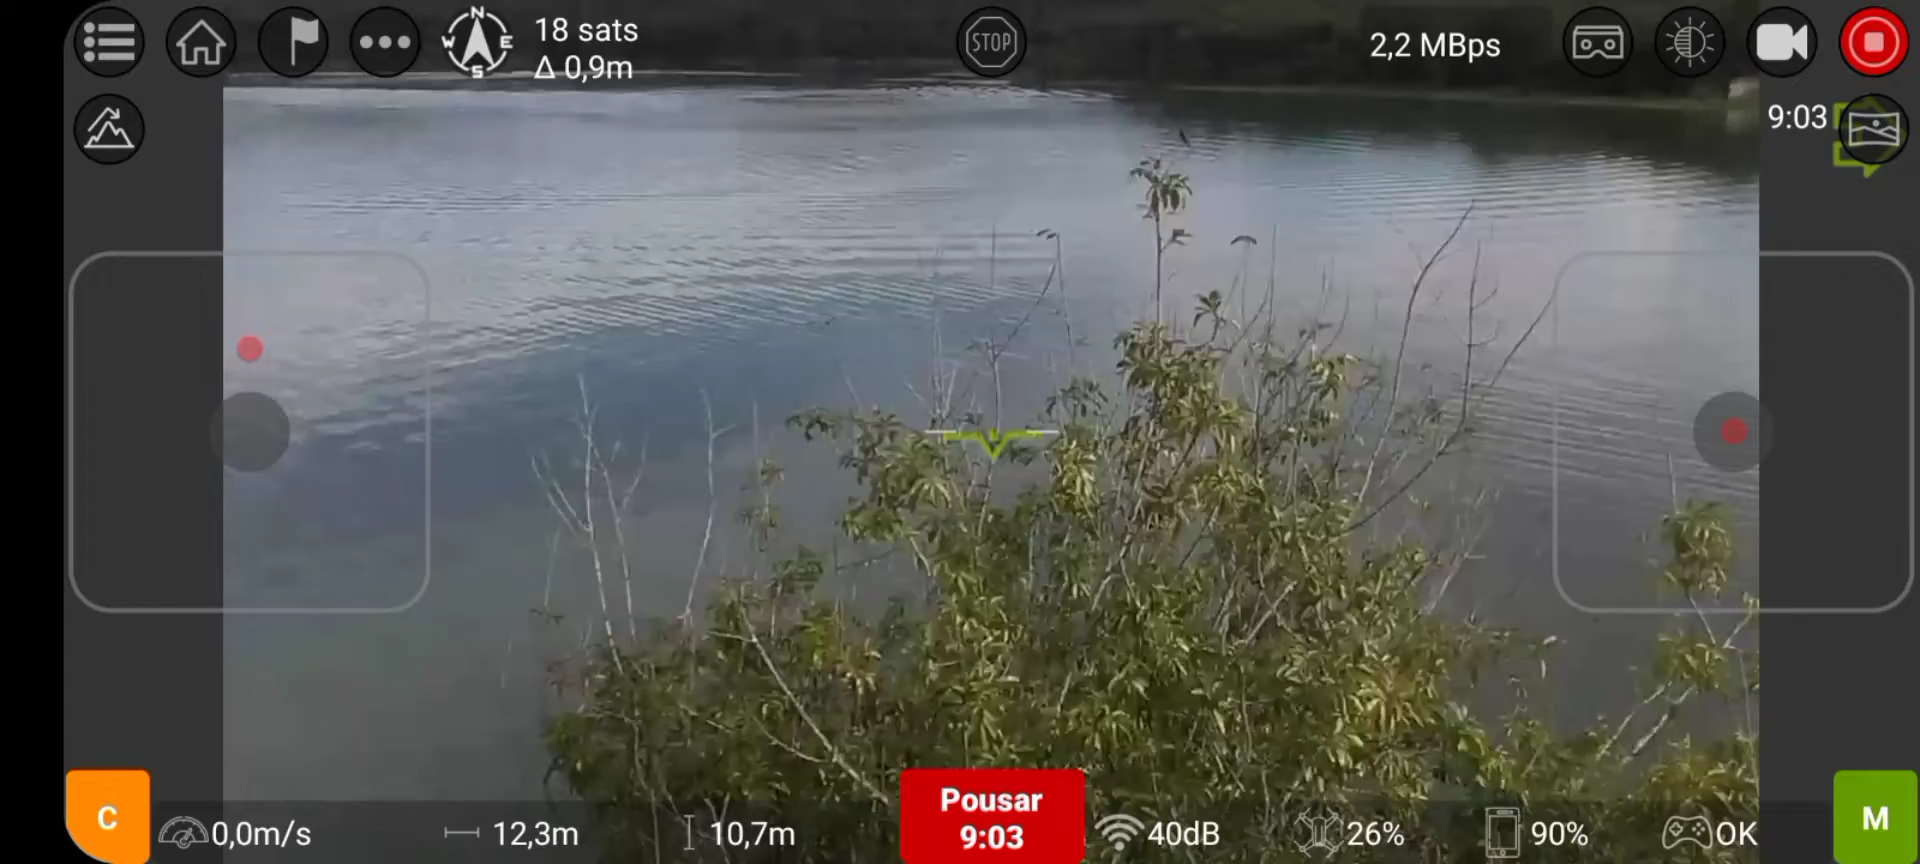 N
W E
S
18 sats
Δ 0,9m
STOP
2,2 MBps
9:03
C
0,0m/s
12,3m
10,7m
Pousar
9:03
40dB
26%
90%
OK
M